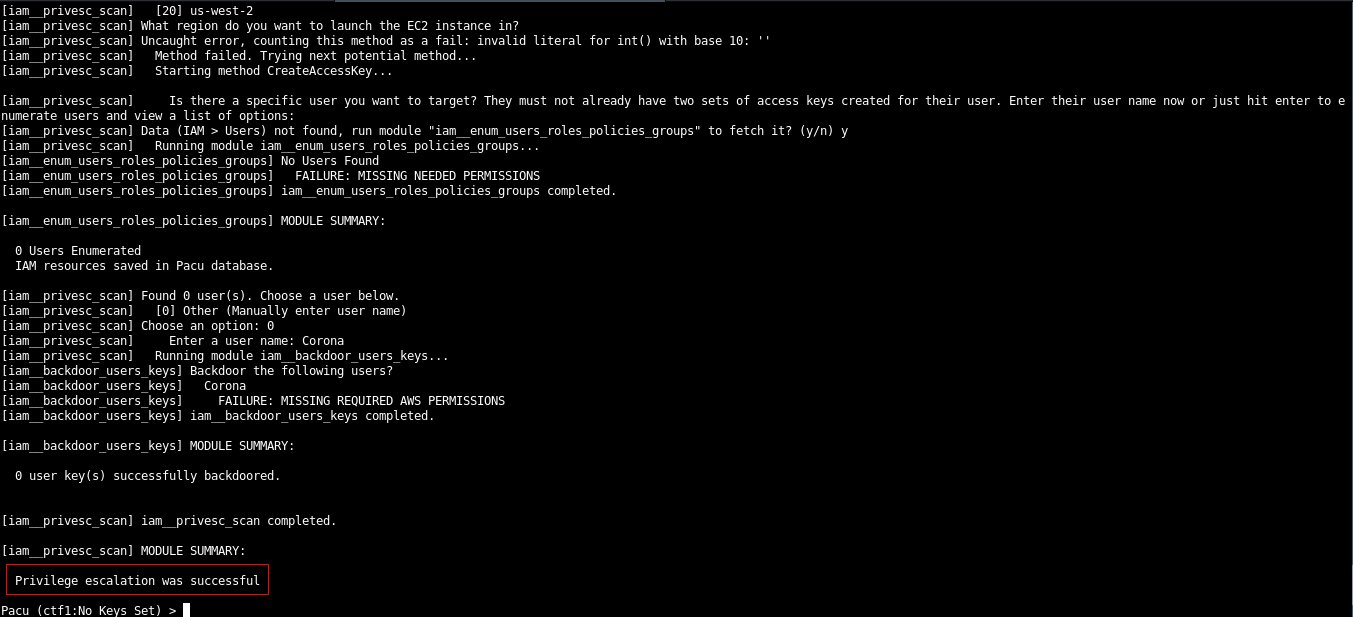 [iam__privesc_scan]   [20] us-west-2
[iam__privesc_scan] What region do you want to launch the EC2 instance in?
[iam__privesc_scan] Uncaught error, counting this method as a fail: invalid literal for int() with base 10: ''
[iam__privesc_scan]   Method failed. Trying next potential method...
[iam__privesc_scan]   Starting method CreateAccessKey...
[iam__privesc_scan]     Is there a specific user you want to target? They must not already have two sets of access keys created for their user. Enter their user name now or just hit enter to e
numerate users and view a list of options:
[iam__privesc_scan] Data (IAM > Users) not found, run module "iam__enum_users_roles_policies_groups" to fetch it? (y/n) y
[iam__privesc_scan]   Running module iam__enum_users_roles_policies_groups...
[iam__enum_users_roles_policies_groups] No Users Found
[iam__enum_users_roles_policies_groups]   FAILURE: MISSING NEEDED PERMISSIONS
[iam__enum_users_roles_policies_groups] iam__enum_users_roles_policies_groups completed.
[iam__enum_users_roles_policies_groups] MODULE SUMMARY:
  0 Users Enumerated
  IAM resources saved in Pacu database.
[iam__privesc_scan] Found 0 user(s). Choose a user below.
[iam__privesc_scan]   [0] Other (Manually enter user name)
[iam__privesc_scan] Choose an option: 0
[iam__privesc_scan]     Enter a user name: Corona
[iam__privesc_scan]   Running module iam__backdoor_users_keys...
[iam__backdoor_users_keys] Backdoor the following users?
[iam__backdoor_users_keys]   Corona
[iam__backdoor_users_keys]     FAILURE: MISSING REQUIRED AWS PERMISSIONS
[iam__backdoor_users_keys] iam__backdoor_users_keys completed.
[iam__backdoor_users_keys] MODULE SUMMARY:
  0 user key(s) successfully backdoored.
[iam__privesc_scan] iam__privesc_scan completed.
[iam__privesc_scan] MODULE SUMMARY:
  Privilege escalation was successful
Pacu (ctf1:No Keys Set) >